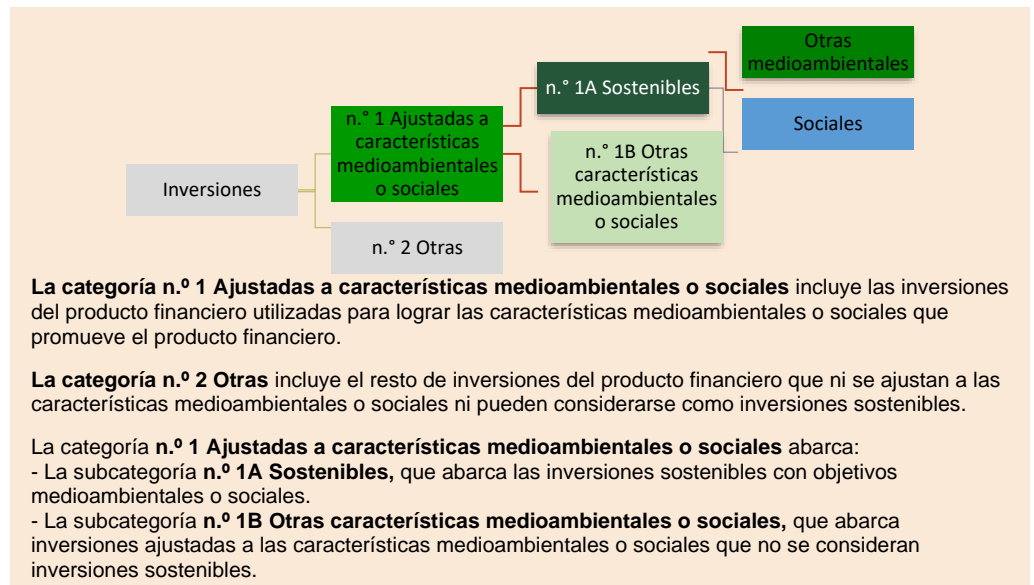 Otras
medioambientales
n.° 1A Sostenibles
Sociales
n.° 1 Ajustadas a
características
medioambientales
o sociales
n.° 1B Otras
características
medioambientales
o sociales
Inversiones
n.° 2 Otras
La categoría n.º 1 Ajustadas a características medioambientales o sociales incluye las inversiones
del producto financiero utilizadas para lograr las características medioambientales o sociales que
promueve el producto financiero.
La categoría n.º 2 Otras incluye el resto de inversiones del producto financiero que ni se ajustan a las
características medioambientales o sociales ni pueden considerarse como inversiones sostenibles.
La categoría n.º 1 Ajustadas a características medioambientales o sociales abarca:
- La subcategoría n.º 1A Sostenibles, que abarca las inversiones sostenibles con objetivos
medioambientales o sociales.
- La subcategoría n.º 1B Otras características medioambientales o sociales, que abarca
inversiones ajustadas a las características medioambientales o sociales que no se consideran
inversiones sostenibles.